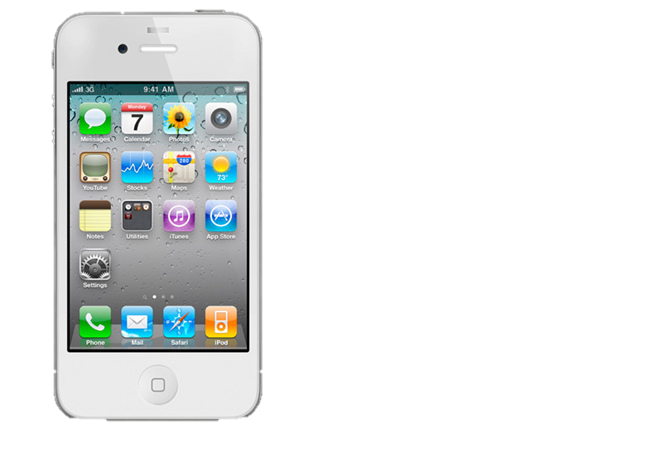 3G 9:41 AM
Monday
7
280
73°
Messages Calendar Photos Camera
YouTube Stocks Maps Weather
Notes Utilities iTunes App Store
Settings
Phone Mail Safari iPod